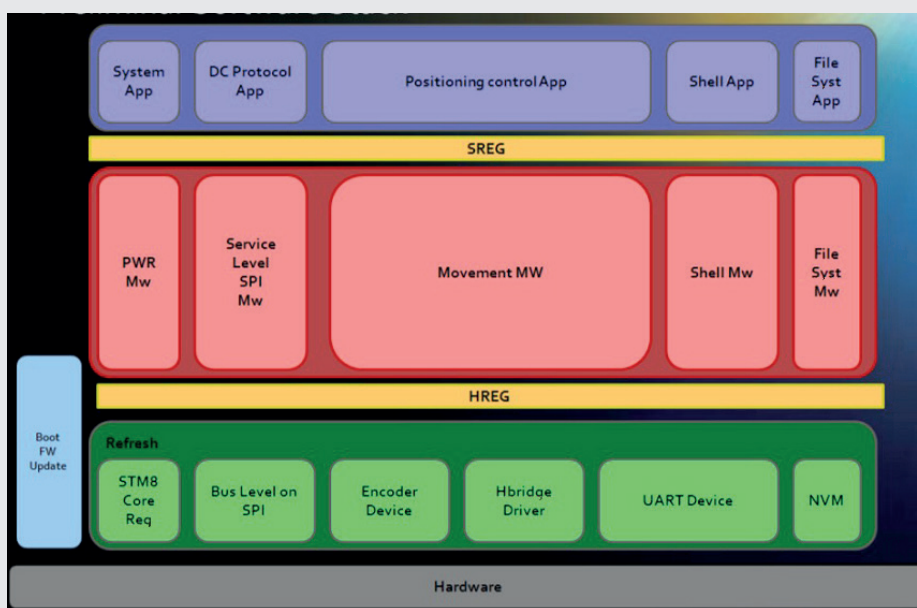 System
App
DC Protocol
App
Positioning control App
Shell App
File
Syst
App
SREG
PWR
Mw
Service
Level
SPI
Mw
Movement MW
Shell Mw
File
Syst
Mw
HREG
Boot
FW
Update
Refresh
STM8
Core
Req
Bus Level on
SPI
Encoder
Device
Hbridge
Driver
UART Device
NVM
Hardware